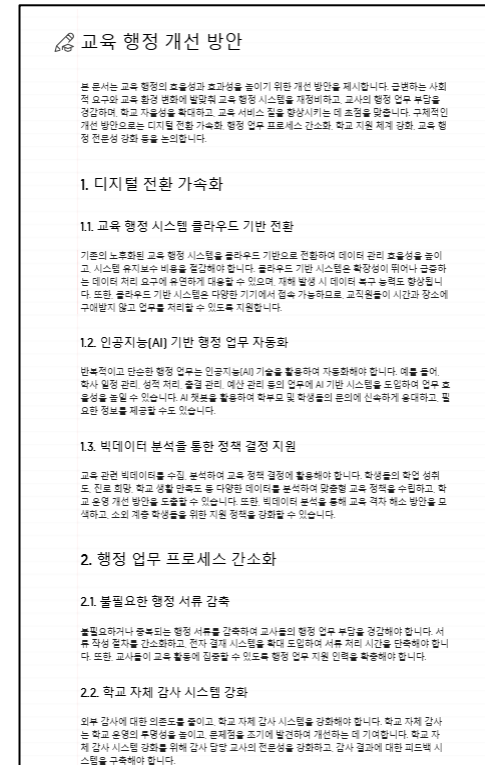 교육 행정 개선 방안
본 문서는 교육 행정의 효율성과 효과성을 높이기 위한 개선 방안을 제시합니다. 급변하는 사회
적 요구와 교육 환경 변화에 발맞춰 교육 행정 시스템을 재정비하고, 교사의 행정 업무 부담을
경감하며, 학교 자율성을 확대하고, 교육 서비스 질을 향상시키는 데 초점을 맞춥니다. 구체적인
개선 방안으로는 디지털 전환 가속화, 행정 업무 프로세스 간소화, 학교 지원 체계 강화, 교육 행
정 전문성 강화 등을 논의합니다.
1. 디지털 전환 가속화
1.1. 교육 행정 시스템 클라우드 기반 전환
기존의 노후화된 교육 행정 시스템을 클라우드 기반으로 전환하여 데이터 관리 효율성을 높이
고, 시스템 유지보수 비용을 절감해야 합니다. 클라우드 기반 시스템은 확장성이 뛰어나 급증하
는 데이터 처리 요구에 유연하게 대응할 수 있으며, 재해 발생 시 데이터 복구 능력도 향상됩니
다. 또한, 클라우드 기반 시스템은 다양한 기기에서 접속 가능하므로, 교직원들이 시간과 장소에
구애받지 않고 업무를 처리할 수 있도록 지원합니다.
1.2. 인공지능(AI) 기반 행정 업무 자동화
반복적이고 단순한 행정 업무는 인공지능(AI) 기술을 활용하여 자동화해야 합니다. 예를 들어,
학사 일정 관리, 성적 처리, 출결 관리, 예산 관리 등의 업무에 AI 기반 시스템을 도입하여 업무 효
율성을 높일 수 있습니다. AI 챗봇을 활용하여 학부모 및 학생들의 문의에 신속하게 응대하고, 필
요한 정보를 제공할 수도 있습니다.
1.3. 빅데이터 분석을 통한 정책 결정 지원
교육 관련 빅데이터를 수집, 분석하여 교육 정책 결정에 활용해야 합니다. 학생들의 학업 성취
도, 진로 희망, 학교 생활 만족도 등 다양한 데이터를 분석하여 맞춤형 교육 정책을 수립하고, 학
교 운영 개선 방안을 도출할 수 있습니다. 또한, 빅데이터 분석을 통해 교육 격차 해소 방안을 모
색하고, 소외 계층 학생들을 위한 지원 정책을 강화할 수 있습니다.
2. 행정 업무 프로세스 간소화
2.1. 불필요한 행정 서류 감축
불필요하거나 중복되는 행정 서류를 감축하여 교사들의 행정 업무 부담을 경감해야 합니다. 서
류 작성 절차를 간소화하고, 전자 결재 시스템을 확대 도입하여 서류 처리 시간을 단축해야 합니
다. 또한, 교사들이 교육 활동에 집중할 수 있도록 행정 업무 지원 인력을 확충해야 합니다.
2.2. 학교 자체 감사 시스템 강화
외부 감사에 대한 의존도를 줄이고, 학교 자체 감사 시스템을 강화해야 합니다. 학교 자체 감사
는 학교 운영의 투명성을 높이고, 문제점을 조기에 발견하여 개선하는 데 기여합니다. 학교 자
체 감사 시스템 강화를 위해 감사 담당 교사의 전문성을 강화하고, 감사 결과에 대한 피드백 시
스템을 구축해야 합니다.